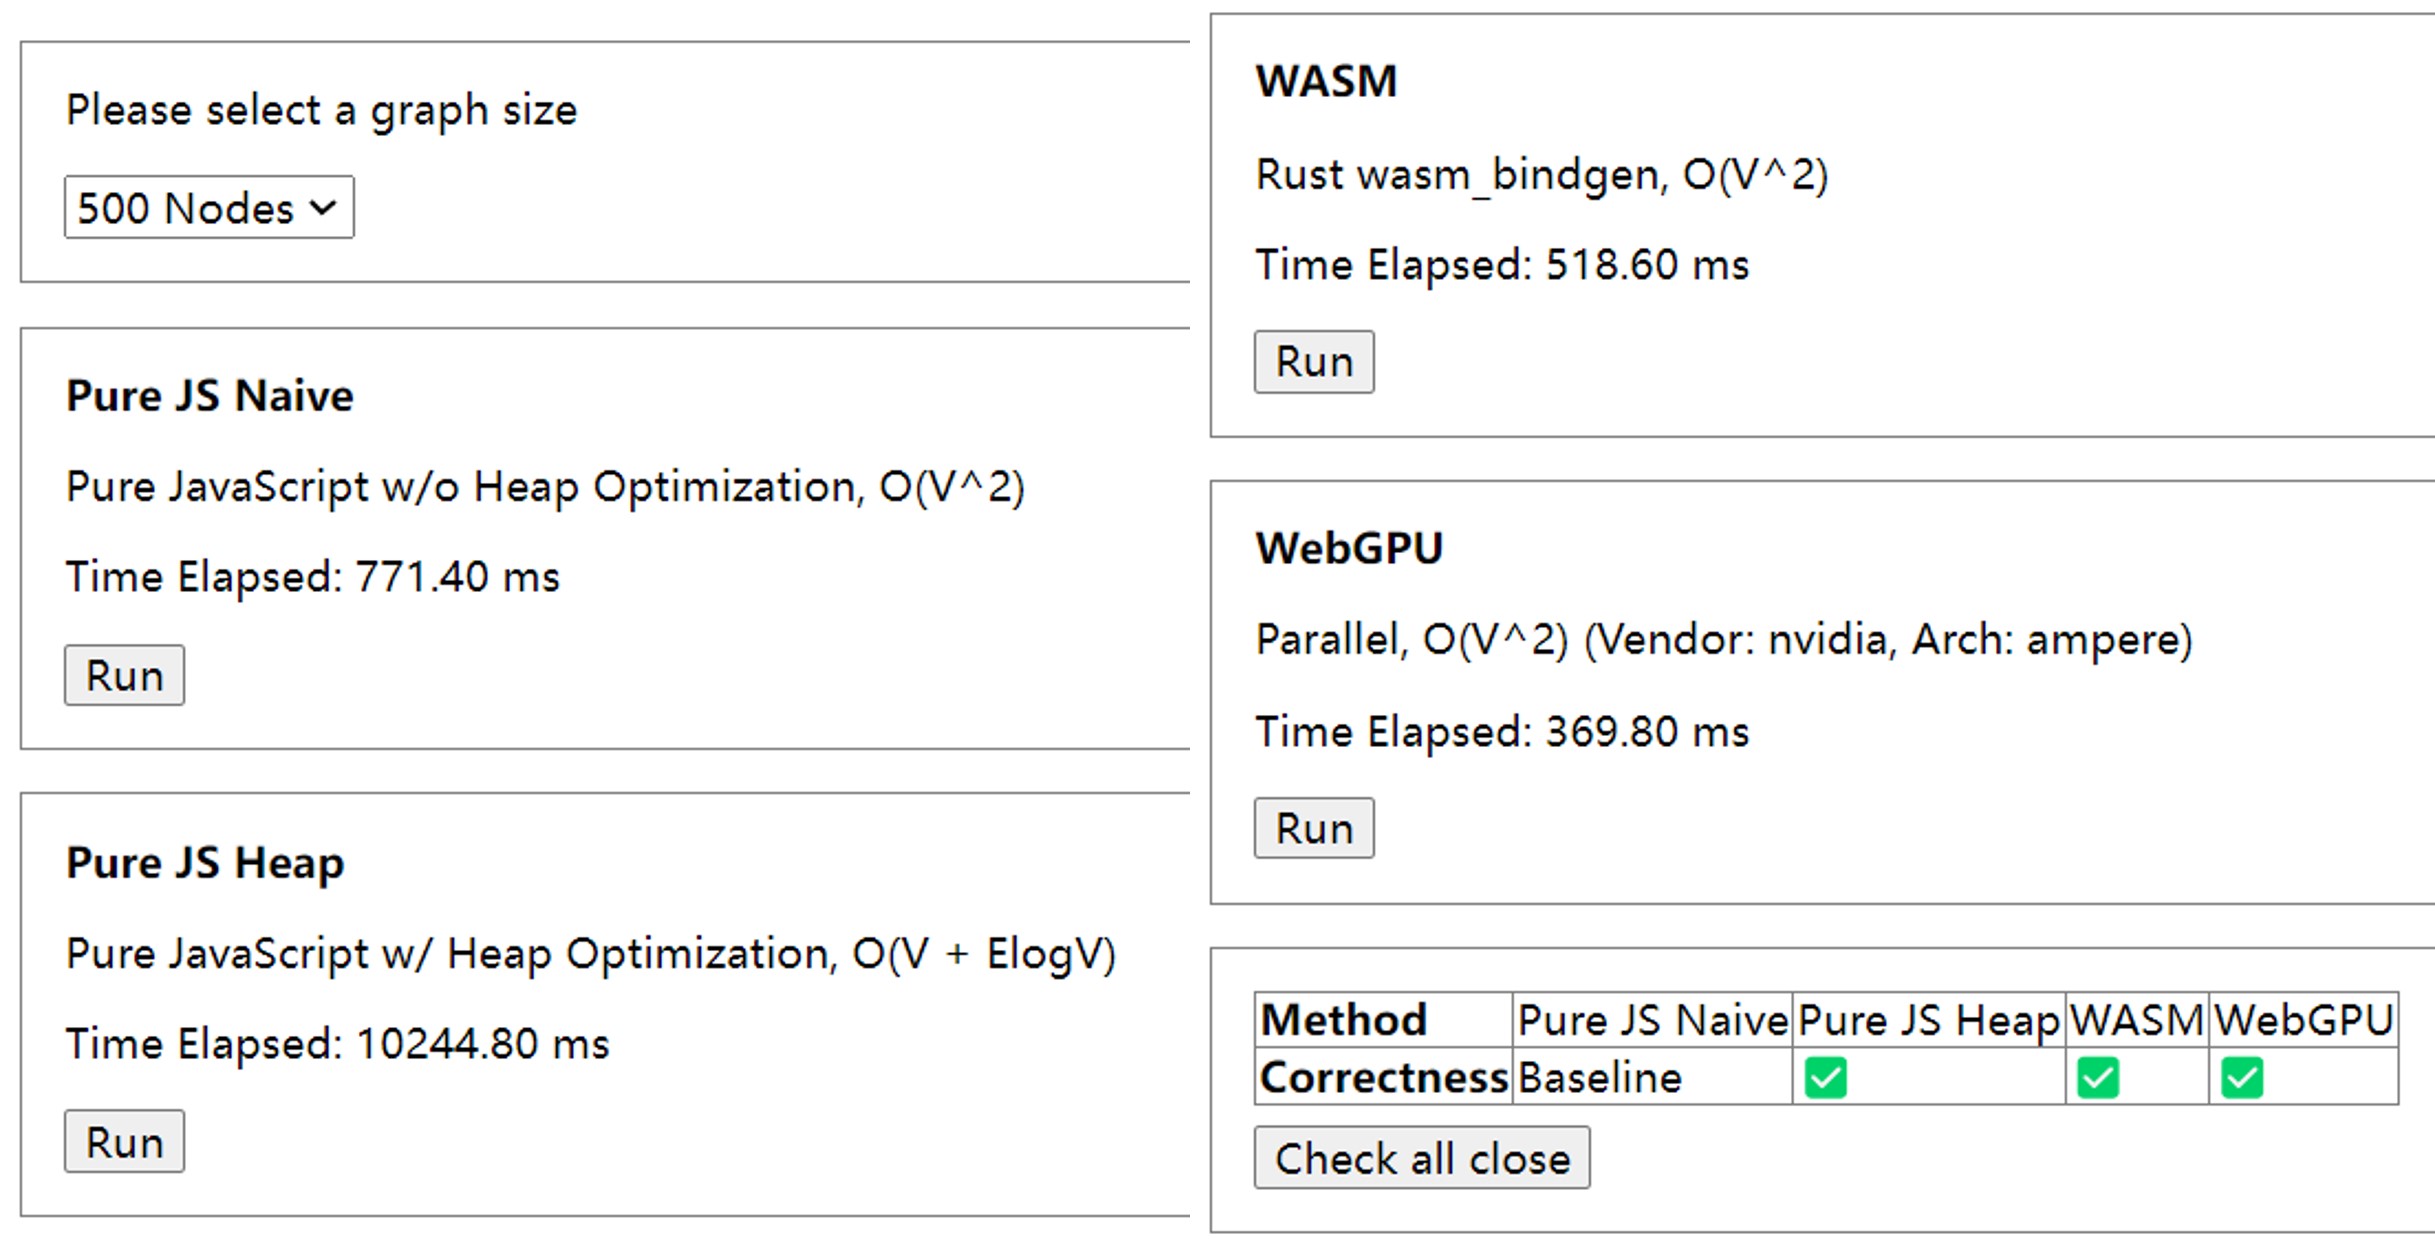 Please select a graph size
500 Nodes
Pure JS Naive
Pure JavaScript w/o Heap Optimization, O(V^2)
Time Elapsed: 771.40 ms
Run
Pure JS Heap
Pure JavaScript w/ Heap Optimization, O(V + ElogV)
Time Elapsed: 10244.80 ms
Run
WASM
Rust wasm_bindgen, O(V^2)
Time Elapsed: 518.60 ms
Run
WebGPU
Parallel, O(V^2) (Vendor: nvidia, Arch: ampere)
Time Elapsed: 369.80 ms
Run
Method Pure JS Naive Pure JS Heap WASM WebGPU
Correctness Baseline ✅ ✅ ✅
Check all close